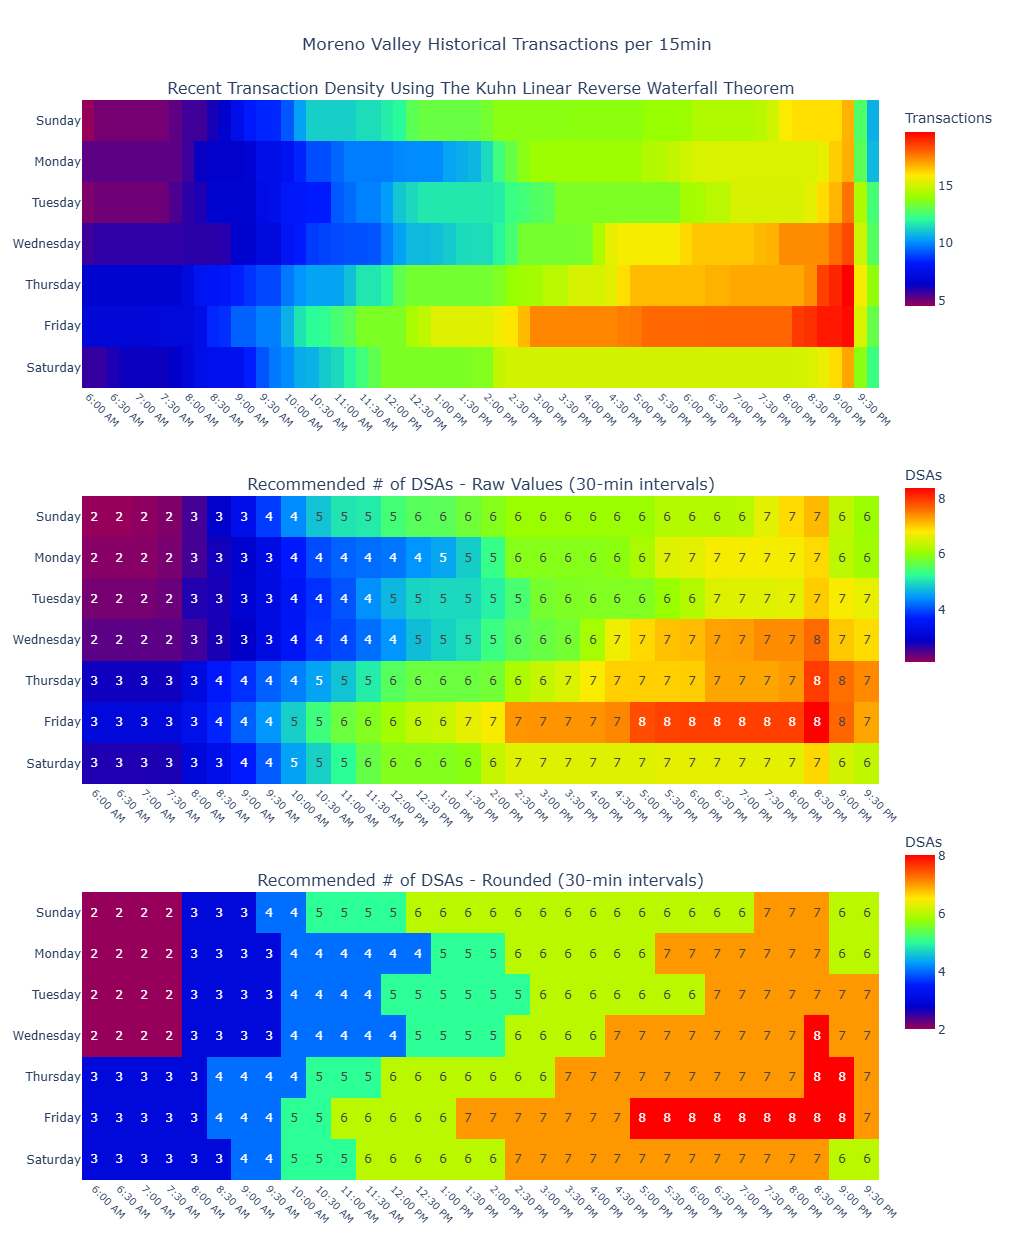 Moreno Valley Historical Transactions per 15min
Recent Transaction Density Using The Kuhn Linear Reverse Waterfall Theorem
Sunday
Monday
Tuesday
Wednesday
Thursday
Friday
Saturday
6:00 AM 6:30 AM 7:00 AM 7:30 AM 8:00 AM 8:30 AM 9:00 AM 9:30 AM 10:00 AM 10:30 AM 11:00 AM 11:30 AM 12:00 PM 12:30 PM 1:00 PM 1:30 PM 2:00 PM 2:30 PM 3:00 PM 3:30 PM 4:00 PM 4:30 PM 5:00 PM 5:30 PM 6:00 PM 6:30 PM 7:00 PM 7:30 PM 8:00 PM 8:30 PM 9:00 PM 9:30 PM
Transactions
15
10
5
Recommended # of DSAs - Raw Values (30-min intervals)
Sunday 2 2 2 2 3 3 3 4 4 5 5 5 5 6 6 6 6 6 6 6 6 6 6 6 6 6 6 7 7 7 6 6
Monday 2 2 2 2 3 3 3 3 4 4 4 4 4 4 5 5 5 6 6 6 6 6 6 7 7 7 7 7 7 7 6 6
Tuesday 2 2 2 2 3 3 3 3 4 4 4 4 5 5 5 5 5 5 6 6 6 6 6 6 6 7 7 7 7 7 7 7
Wednesday 2 2 2 2 3 3 3 3 4 4 4 4 4 5 5 5 5 6 6 6 6 7 7 7 7 7 7 7 7 8 7 7
Thursday 3 3 3 3 3 4 4 4 4 5 5 5 6 6 6 6 6 6 6 7 7 7 7 7 7 7 7 7 7 8 8 7
Friday 3 3 3 3 3 4 4 4 5 5 6 6 6 6 6 7 7 7 7 7 7 7 8 8 8 8 8 8 8 8 8 7
Saturday 3 3 3 3 3 3 4 4 5 5 5 6 6 6 6 6 6 7 7 7 7 7 7 7 7 7 7 7 7 7 6 6
6:00 AM 6:30 AM 7:00 AM 7:30 AM 8:00 AM 8:30 AM 9:00 AM 9:30 AM 10:00 AM 10:30 AM 11:00 AM 11:30 AM 12:00 PM 12:30 PM 1:00 PM 1:30 PM 2:00 PM 2:30 PM 3:00 PM 3:30 PM 4:00 PM 4:30 PM 5:00 PM 5:30 PM 6:00 PM 6:30 PM 7:00 PM 7:30 PM 8:00 PM 8:30 PM 9:00 PM 9:30 PM
DSAs
8
6
4
Recommended # of DSAs - Rounded (30-min intervals)
Sunday 2 2 2 2 3 3 3 4 4 5 5 5 5 6 6 6 6 6 6 6 6 6 6 6 6 6 6 7 7 7 6 6
Monday 2 2 2 2 3 3 3 3 4 4 4 4 4 4 5 5 5 6 6 6 6 6 6 7 7 7 7 7 7 7 6 6
Tuesday 2 2 2 2 3 3 3 3 4 4 4 4 5 5 5 5 5 5 6 6 6 6 6 6 6 7 7 7 7 7 7 7
Wednesday 2 2 2 2 3 3 3 3 4 4 4 4 4 5 5 5 5 6 6 6 6 7 7 7 7 7 7 7 7 8 7 7
Thursday 3 3 3 3 3 4 4 4 4 5 5 5 6 6 6 6 6 6 6 7 7 7 7 7 7 7 7 7 7 8 8 7
Friday 3 3 3 3 3 4 4 4 5 5 6 6 6 6 6 7 7 7 7 7 7 7 8 8 8 8 8 8 8 8 8 7
Saturday 3 3 3 3 3 3 4 4 5 5 5 6 6 6 6 6 6 7 7 7 7 7 7 7 7 7 7 7 7 7 6 6
6:00 AM 6:30 AM 7:00 AM 7:30 AM 8:00 AM 8:30 AM 9:00 AM 9:30 AM 10:00 AM 10:30 AM 11:00 AM 11:30 AM 12:00 PM 12:30 PM 1:00 PM 1:30 PM 2:00 PM 2:30 PM 3:00 PM 3:30 PM 4:00 PM 4:30 PM 5:00 PM 5:30 PM 6:00 PM 6:30 PM 7:00 PM 7:30 PM 8:00 PM 8:30 PM 9:00 PM 9:30 PM
DSAs
8
6
4
2